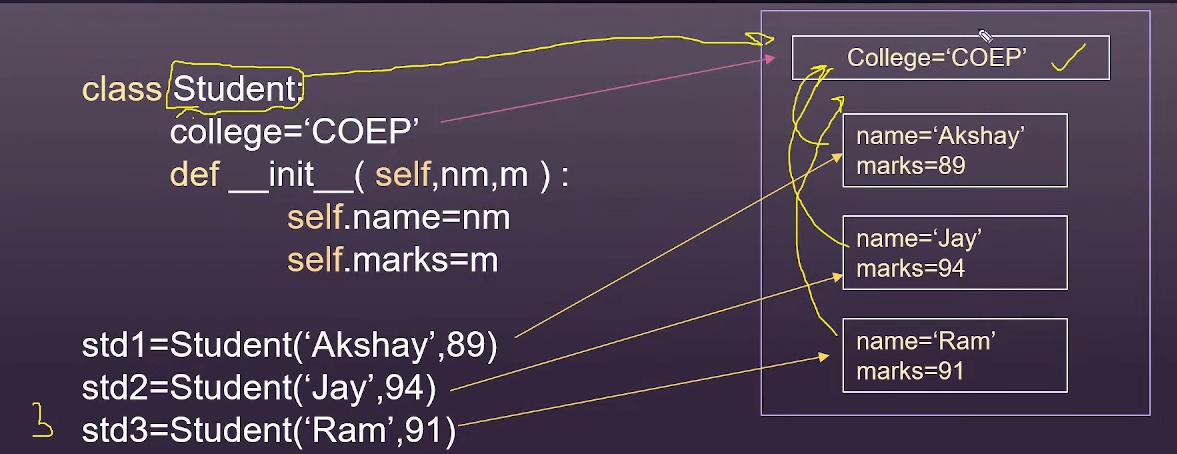 class Student:
college=‘COEP’
def __init__( self,nm,m ) :
self.name=nm
self.marks=m
std1=Student(‘Akshay’,89)
std2=Student(‘Jay’,94)
std3=Student(‘Ram’,91)
College=‘COEP’
name=‘Akshay’
marks=89
name=‘Jay’
marks=94
name=‘Ram’
marks=91